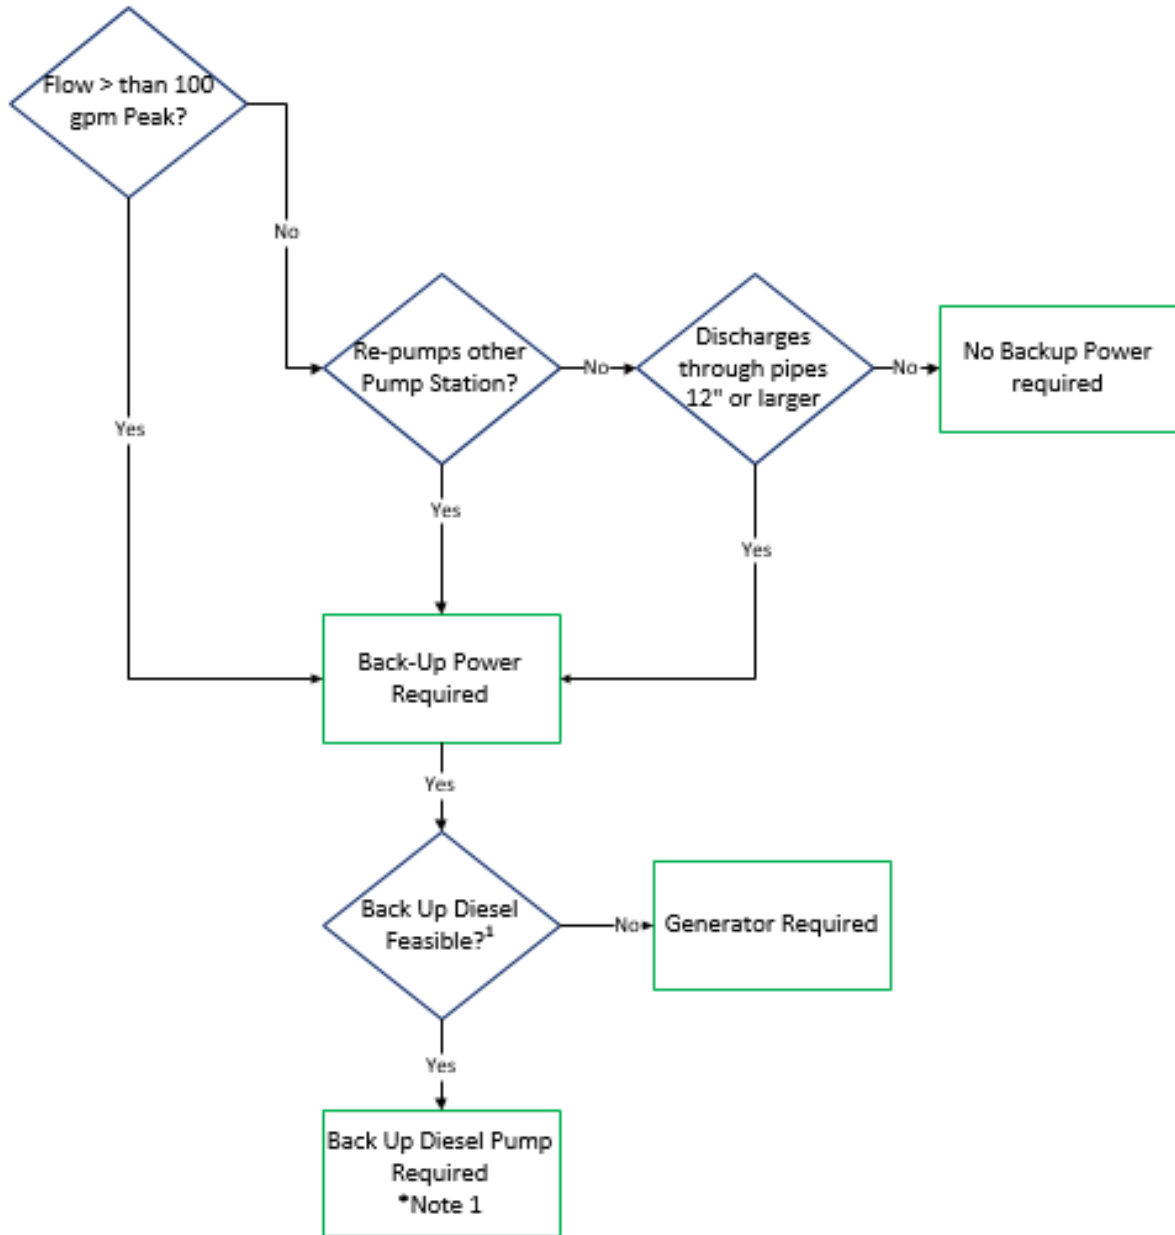 Flow > than 100
gpm Peak?
No
Yes
Re-pumps other
Pump Station?
No
Discharges
through pipes
12" or larger
No
No Backup Power
required
Yes
Yes
Back-Up Power
Required
Yes
Back Up Diesel
Feasible?¹
No
Generator Required
Yes
Back Up Diesel Pump
Required
*Note 1